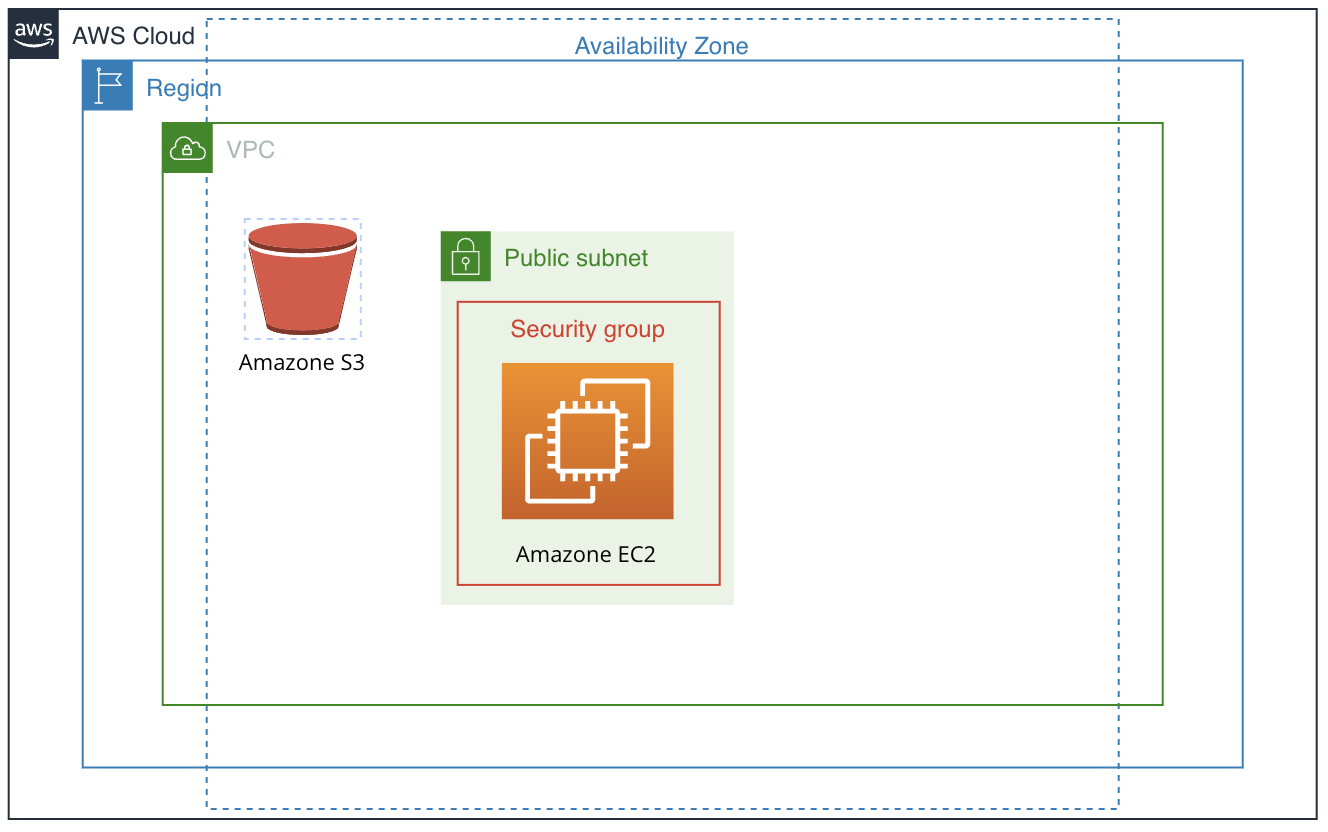 aws
AWS Cloud
Availability Zone
Region
VPC
Public subnet
Security group
Amazone S3
Amazone EC2